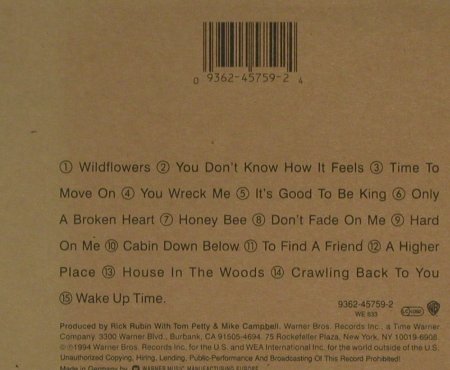 0 9362-45759-2 4
① Wildflowers ② You Don't Know How It Feels ③ Time To
Move On ④ You Wreck Me ⑤ It's Good To Be King ⑥ Only
A Broken Heart ⑦ Honey Bee ⑧ Don't Fade On Me ⑨ Hard
On Me ⑩ Cabin Down Below ⑪ To Find A Friend ⑫ A Higher
Place ⑬ House In The Woods ⑭ Crawling Back To You
⑮ Wake Up Time.
9362-45759-2
WE 833
Produced by Rick Rubin With Tom Petty & Mike Campbell. Warner Bros. Records Inc., a Time Warner
Company 3300 Warner Blvd., Burbank, CA 91505-4694. 75 Rockefeller Plaza, New York, NY 10019-6908.
©℗1994 Warner Bros. Records Inc. for the U.S. and WEA International Inc. for the world outside of the U.S.
Unauthorized Copying, Hiring, Lending, Public-Performance And Broadcasting Of This Record Prohibited!
Made in Germany by WARNER MUSIC MANUFACTURING EUROPE